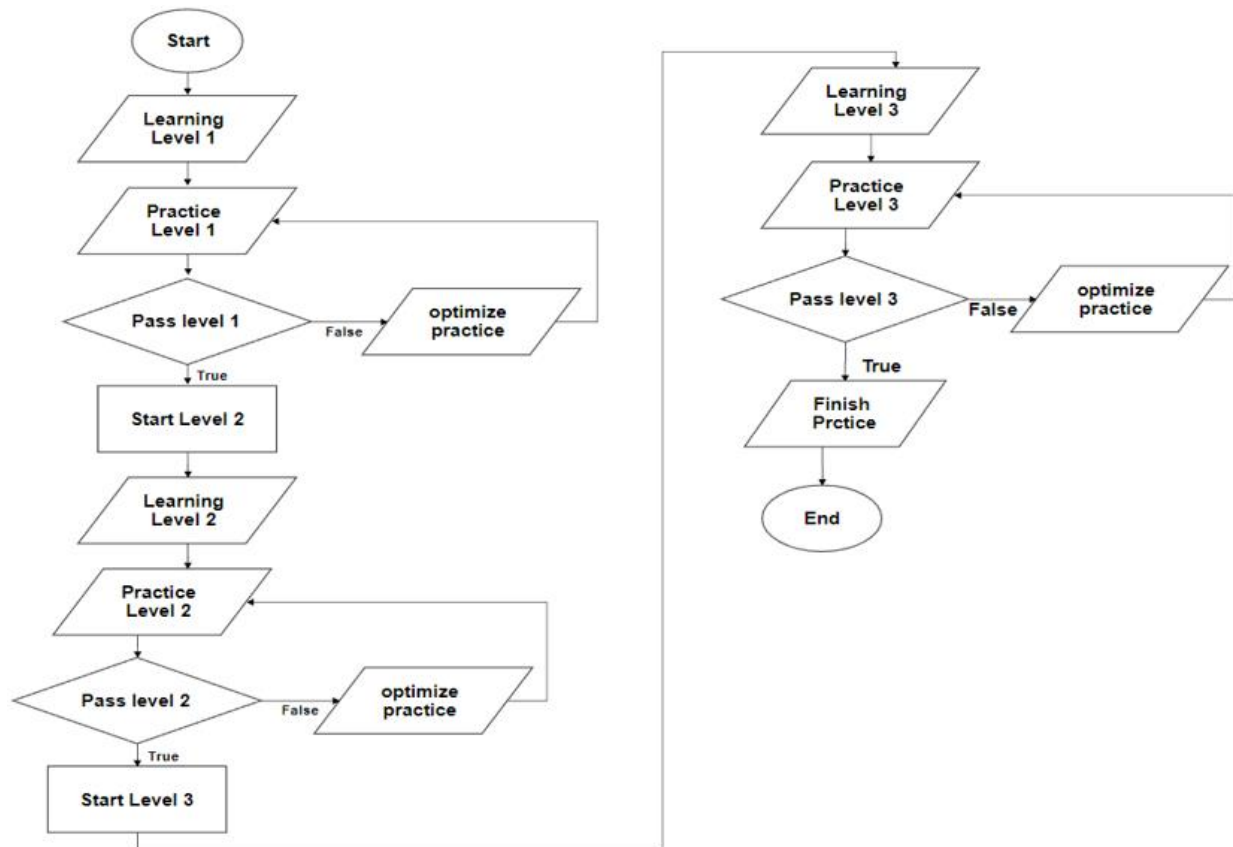 Start
Learning
Level 1
Practice
Level 1
Pass level 1
False
optimize
practice
True
Start Level 2
Learning
Level 2
Practice
Level 2
Pass level 2
False
optimize
practice
True
Start Level 3
Learning
Level 3
Practice
Level 3
Pass level 3
False
optimize
practice
True
Finish
Prctice
End